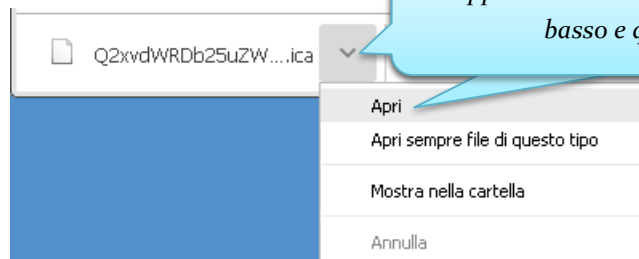 basso e
Q2xvdWRDb25uZW....ica
Apri
Apri sempre file di questo tipo
Mostra nella cartella
Annulla